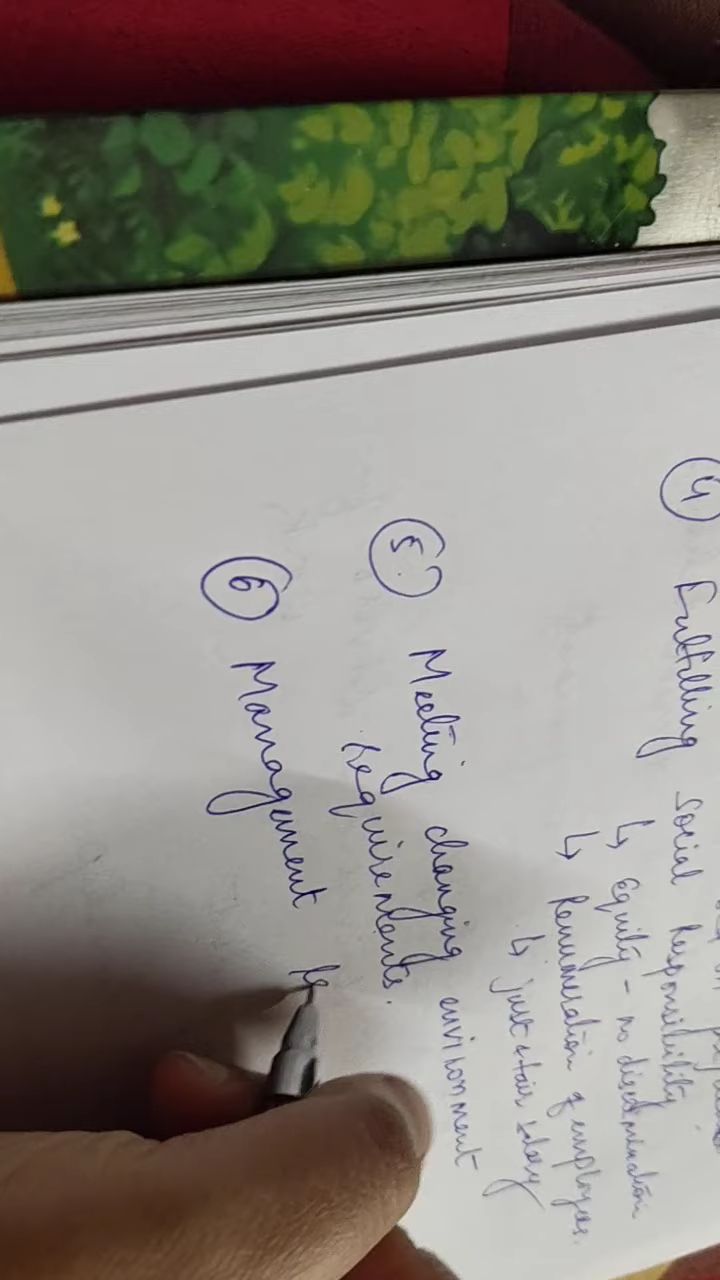 ④ Fulfilling social Responsibility
↳ Equity - no discrimination
↳ Remuneration of employees.
↳ just & fair salary
⑤ Meeting changing environment
requirements.
⑥ Management